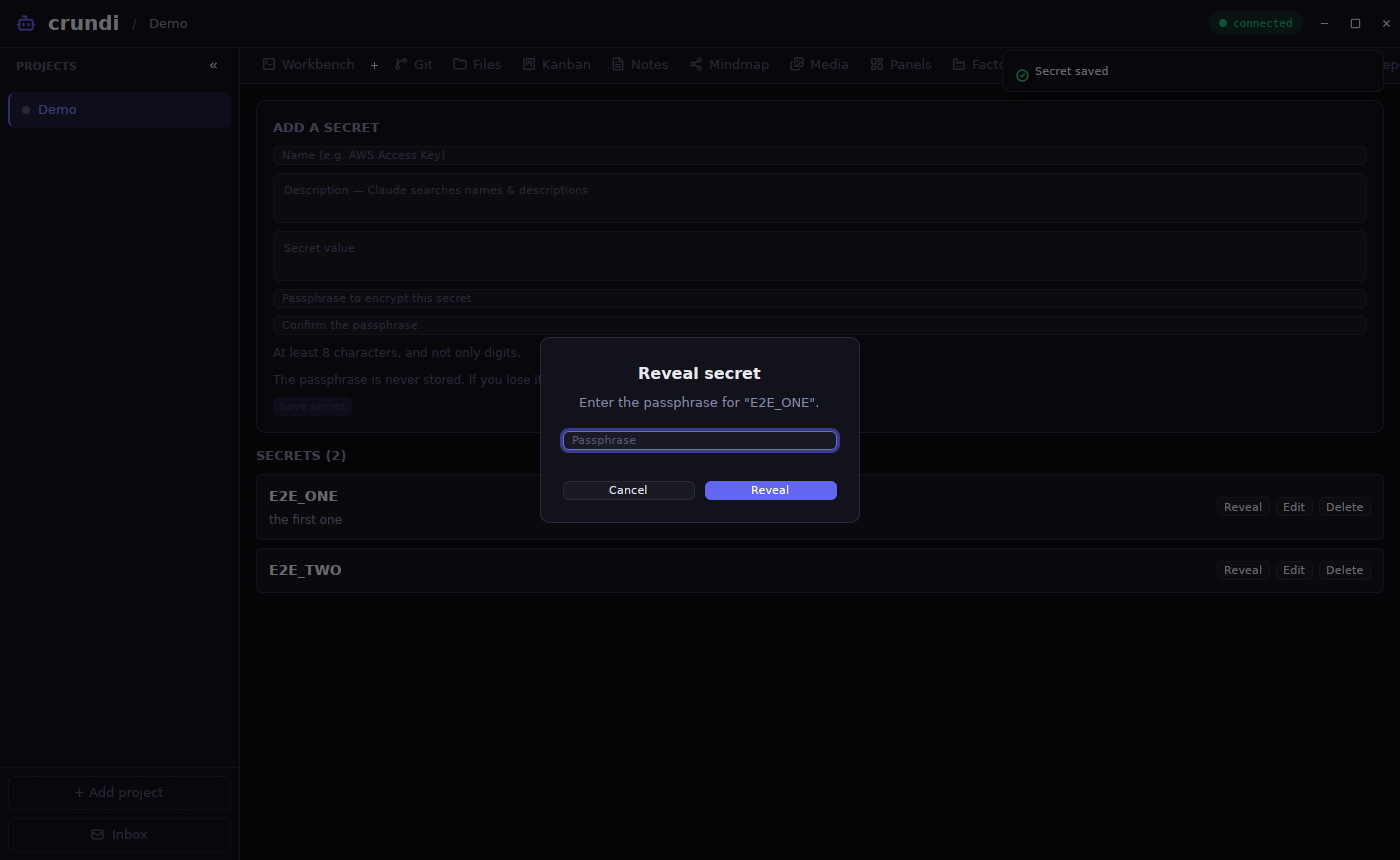 crundi / Demo
connected
PROJECTS «
Demo
Workbench + Git Files Kanban Notes Mindmap Media Panels
Secret saved
ADD A SECRET
Name (e.g. AWS Access Key)
Description — Claude searches names & descriptions
Secret value
Passphrase to encrypt this secret
Confirm the passphrase
At least 8 characters, and not only digits.
The passphrase is never stored. If you lose
Save secret
Reveal secret
Enter the passphrase for "E2E_ONE".
Passphrase
Cancel Reveal
SECRETS (2)
E2E_ONE
the first one
Reveal Edit Delete
E2E_TWO
Reveal Edit Delete
+ Add project
Inbox